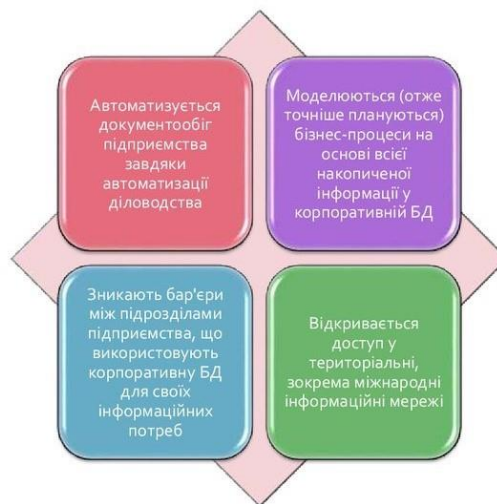 Автоматизується
документообіг
підприємства
завдяки
автоматизації
діловодства
Моделюються (отже
точніше плануються)
бізнес-процеси на
основі всієї
накопиченої
інформації у
корпоративній БД
Зникають бар'єри
між підрозділами
підприємства, що
використовують
корпоративну БД
для своїх
інформаційних
потреб
Відкривається
доступ у
територіальні,
зокрема міжнародні
інформаційні мережі